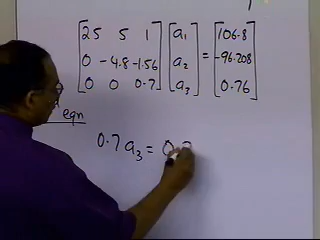 [25 5 1] [a₁] = [106.8]
[0 -4.8 -1.56] [a₂] [-96.208]
[0 0 0.7] [a₃] [0.76]
eqn
0.7 a₃ = 0.